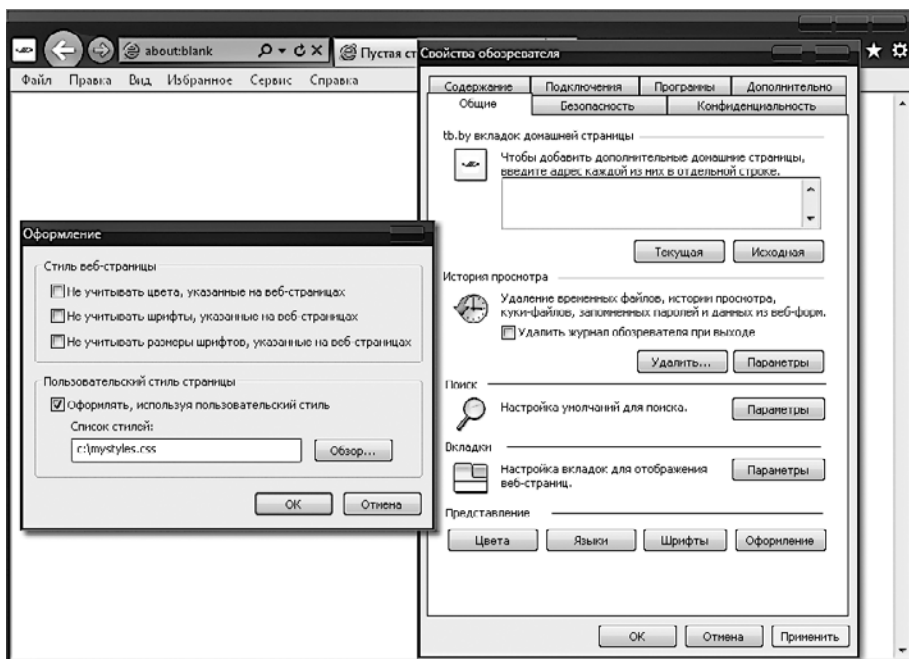 about:blank
Пустая ст
Файл Правка Вид Избранное Сервис Справка
Свойства обозревателя
Содержание Подключения Программы Дополнительно
Общие Безопасность Конфиденциальность
tb.by вкладок домашней страницы
Чтобы добавить дополнительные домашние страницы,
введите адрес каждой из них в отдельной строке.
Текущая Исходная
История просмотра
Удаление временных файлов, истории просмотра,
куки-файлов, запомненных паролей и данных из веб-форм.
Удалить журнал обозревателя при выходе
Удалить... Параметры
Поиск
Настройка умолчаний для поиска.
Параметры
Вкладки
Настройка вкладок для отображения
веб-страниц.
Параметры
Представление
Цвета Языки Шрифты Оформление
ОК Отмена Применить
Оформление
Стиль веб-страницы
Не учитывать цвета, указанные на веб-страницах
Не учитывать шрифты, указанные на веб-страницах
Не учитывать размеры шрифтов, указанные на веб-страницах
Пользовательский стиль страницы
Оформлять, используя пользовательский стиль
Список стилей:
c:\mystyles.css
Обзор...
ОК Отмена